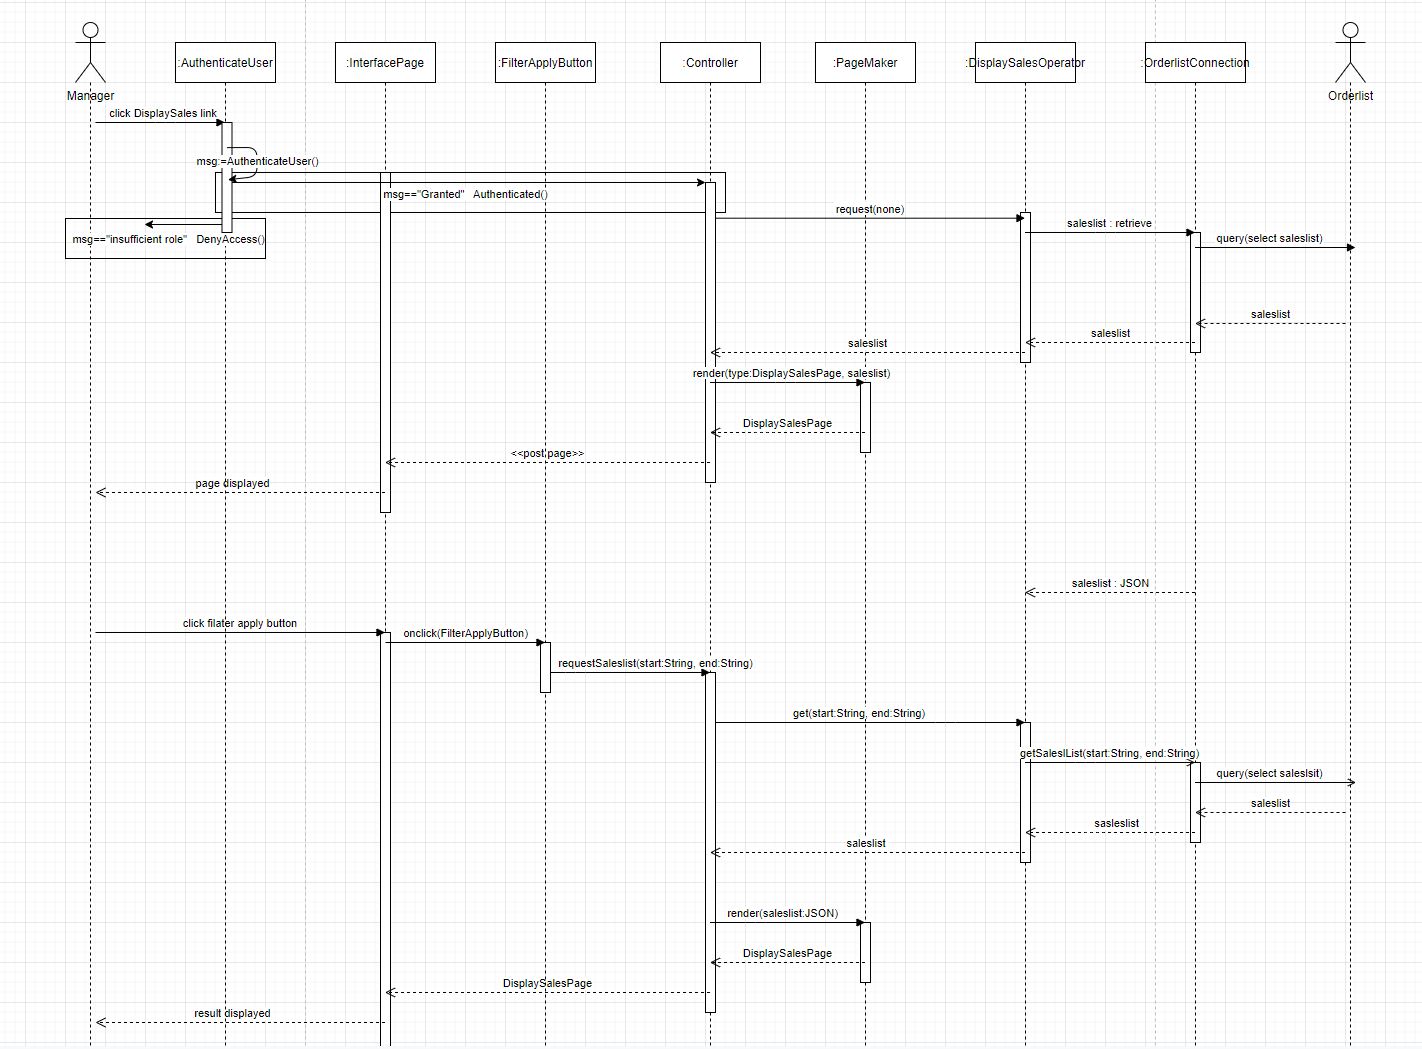 :AuthenticateUser
:InterfacePage
:FilterApplyButton
:Controller
:PageMaker
:DisplaySalesOperator
:OrderlistConnection
Manager
Orderlist
click DisplaySales link
msg:=AuthenticateUser()
msg=="Granted" Authenticated()
request(none)
saleslist : retrieve
msg=="insufficient role" DenyAccess()
query(select saleslist)
saleslist
saleslist
saleslist
render(type:DisplaySalesPage, saleslist)
DisplaySalesPage
<<post page>>
page displayed
saleslist : JSON
click filater apply button
onclick(FilterApplyButton)
requestSaleslist(start:String, end:String)
get(start:String, end:String)
getSaleslList(start:String, end:String)
query(select saleslsit)
saleslist
sasleslist
saleslist
render(saleslist:JSON)
DisplaySalesPage
DisplaySalesPage
result displayed